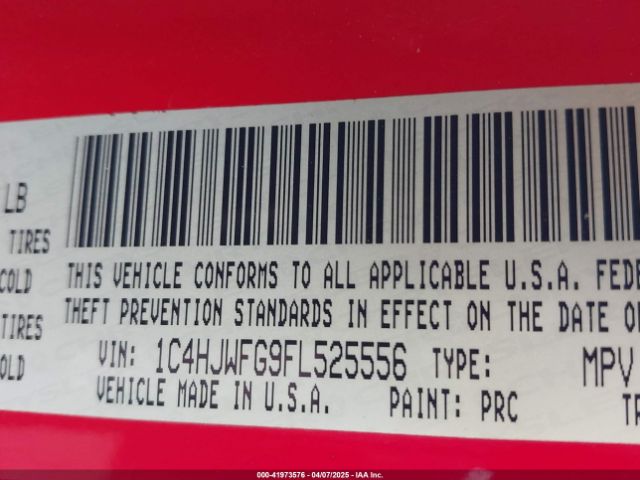 LB
TIRES
COLD
TIRES
OLD
THIS VEHICLE CONFORMS TO ALL APPLICABLE U.S.A. FEDE
THEFT PREVENTION STANDARDS IN EFFECT ON THE DATE O
VIN: 1C4HJWFG9FL525556 TYPE: MPV
VEHICLE MADE IN U.S.A. PAINT: PRC TR
000-41973576 - 04/07/2025 - IAA Inc.